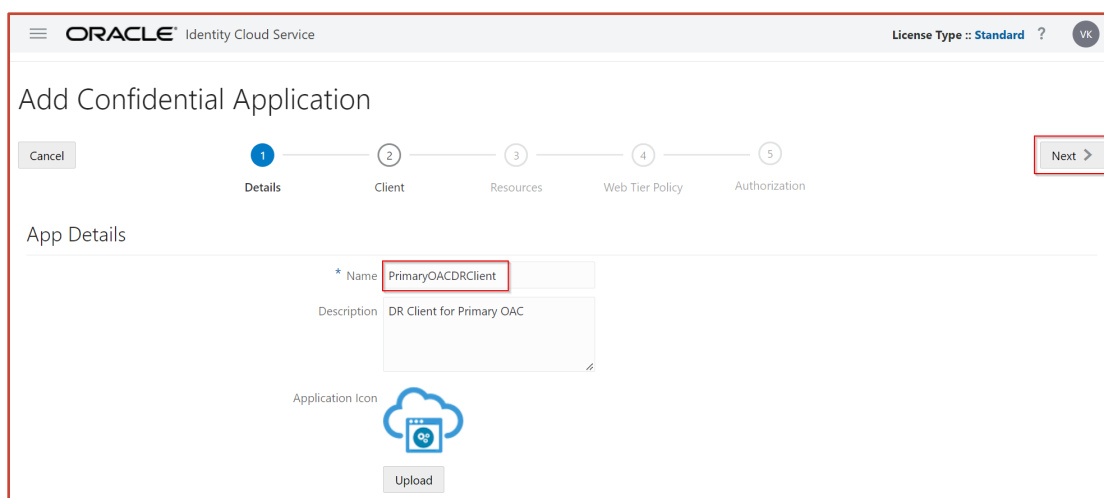 ORACLE® Identity Cloud Service License Type :: Standard ? VK
Add Confidential Application
Cancel 1 2 3 4 5 Next
Details Client Resources Web Tier Policy Authorization
App Details
* Name PrimaryOACDRClient
Description DR Client for Primary OAC
Application Icon
Upload